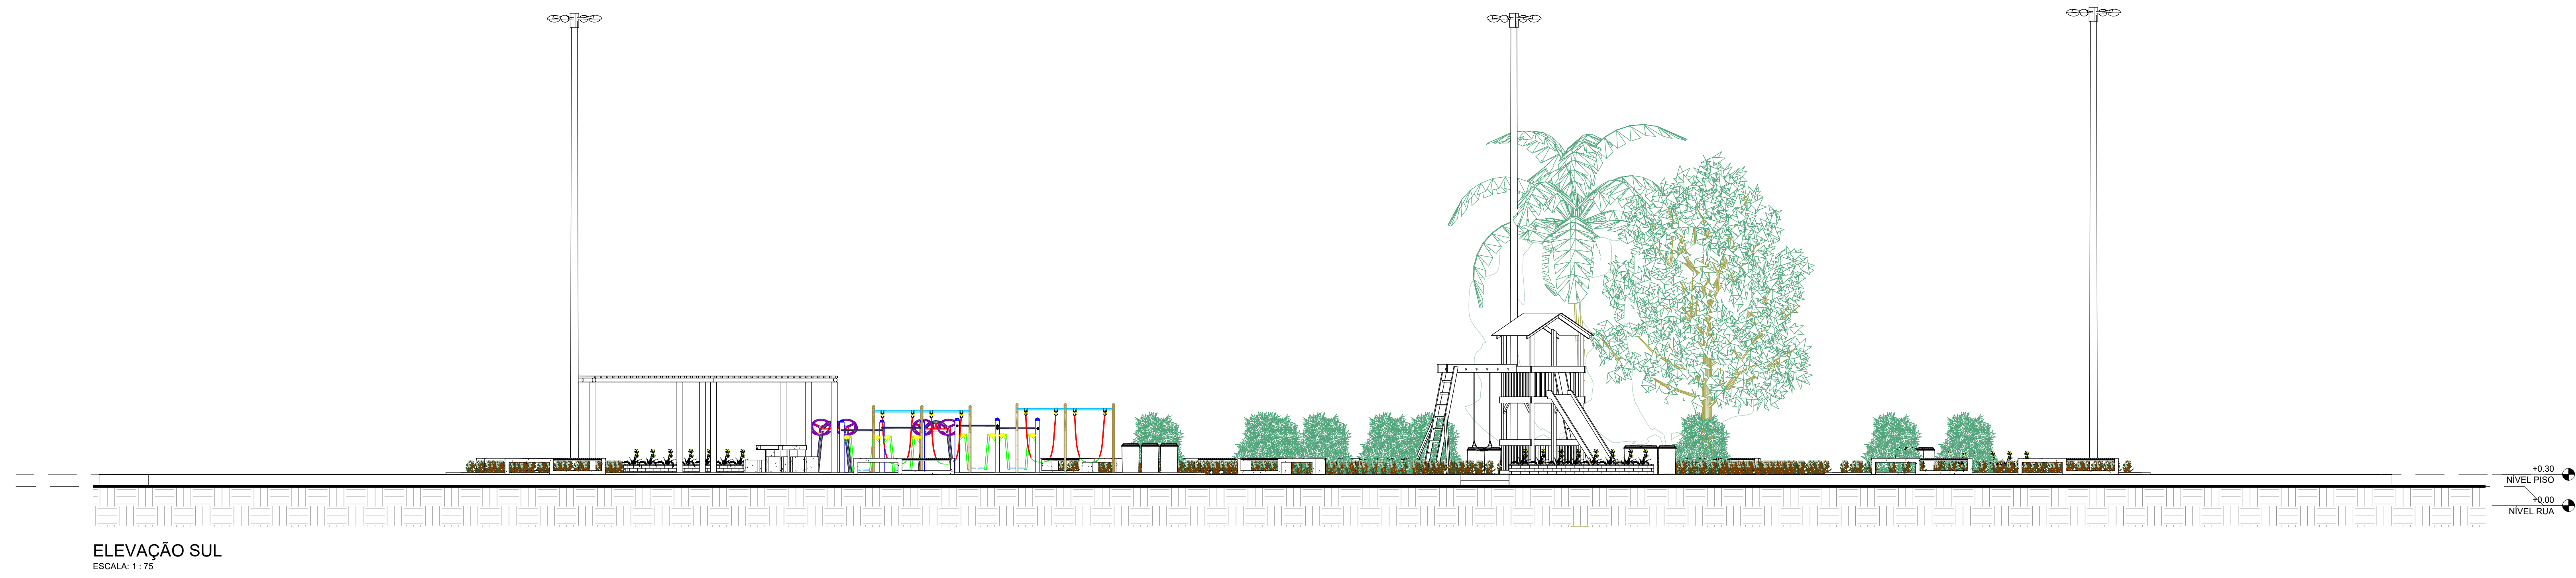 +0.30
NÍVEL PISO
+0.00
NÍVEL RUA
ELEVAÇÃO SUL
ESCALA: 1 : 75